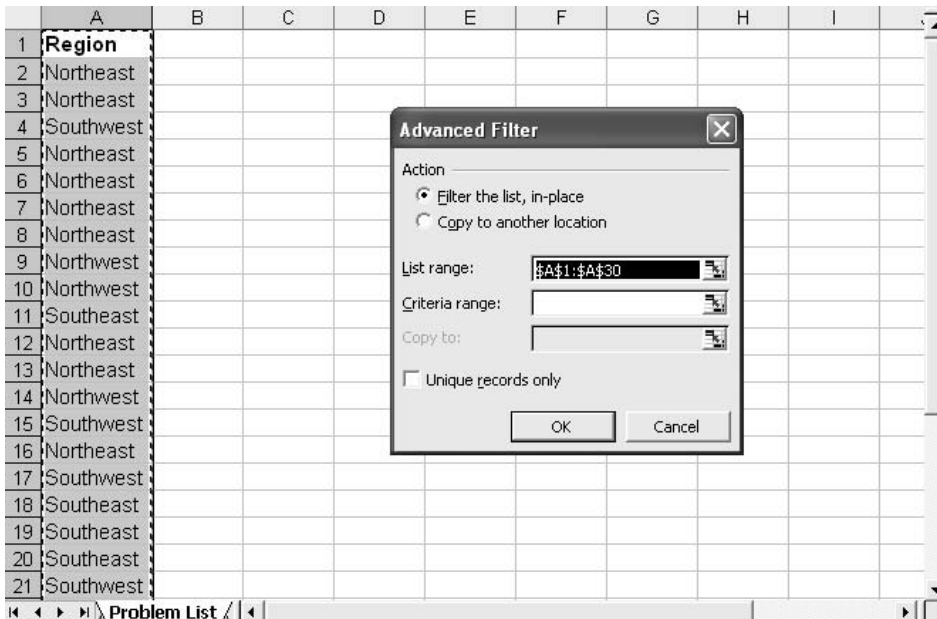 A B C D E F G H I
1 Region
2 Northeast
3 Northeast
4 Southwest
5 Northeast
6 Northeast
7 Northeast
8 Northeast
9 Northwest
10 Northwest
11 Southeast
12 Northeast
13 Northeast
14 Northwest
15 Southwest
16 Northeast
17 Southwest
18 Southeast
19 Southeast
20 Southeast
21 Southwest
Problem List
Advanced Filter
Action
Filter the list, in-place
Copy to another location
List range: $A$1:$A$30
Criteria range:
Copy to:
Unique records only
OK Cancel